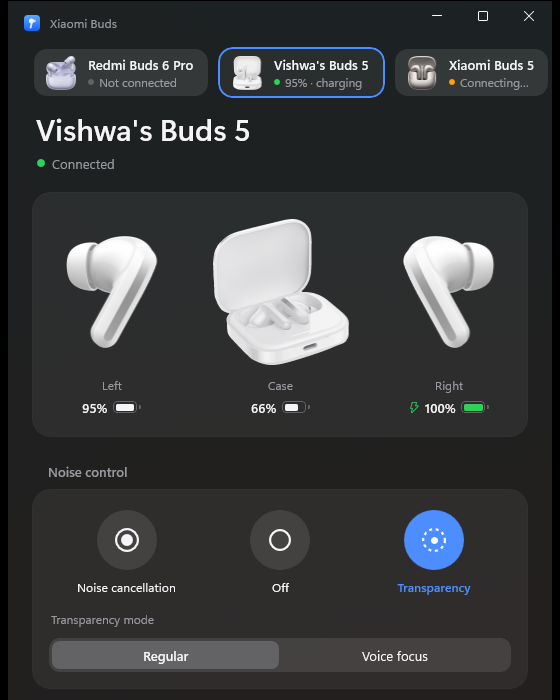 Xiaomi Buds
Redmi Buds 6 Pro
Not connected
Vishwa's Buds 5
95% · charging
Xiaomi Buds 5
Connecting...
Vishwa's Buds 5
Connected
Left
95%
Case
66%
Right
100%
Noise control
Noise cancellation
Off
Transparency
Transparency mode
Regular
Voice focus